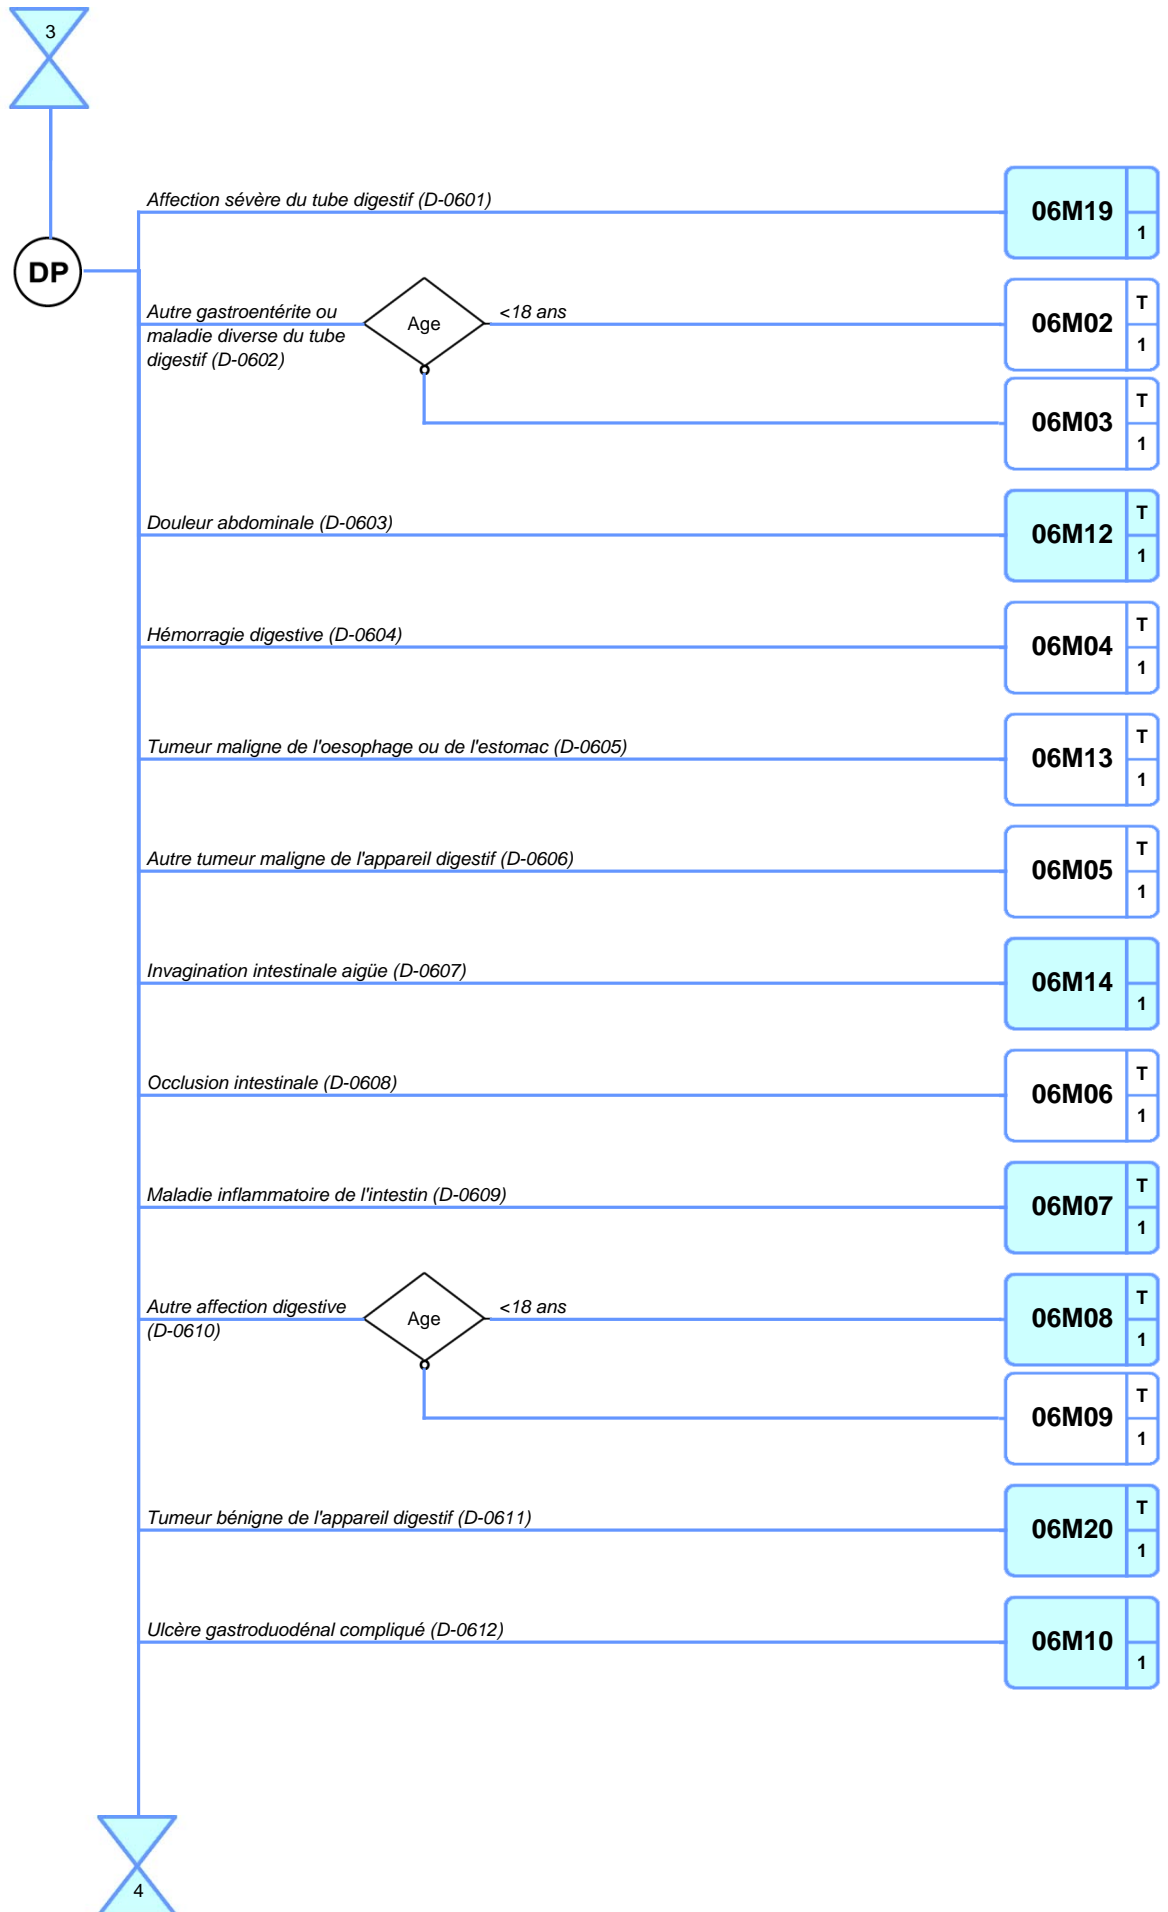 3
Affection sévère du tube digestif (D-0601)
06M19
1
DP
Autre gastroentérite ou
maladie diverse du tube
digestif (D-0602)
Age
<18 ans
06M02
T
1
06M03
T
1
Douleur abdominale (D-0603)
06M12
T
1
Hémorragie digestive (D-0604)
06M04
T
1
Tumeur maligne de l'oesophage ou de l'estomac (D-0605)
06M13
T
1
Autre tumeur maligne de l'appareil digestif (D-0606)
06M05
T
1
Invagination intestinale aigüe (D-0607)
06M14
1
Occlusion intestinale (D-0608)
06M06
T
1
Maladie inflammatoire de l'intestin (D-0609)
06M07
T
1
Autre affection digestive
(D-0610)
Age
<18 ans
06M08
T
1
06M09
T
1
Tumeur bénigne de l'appareil digestif (D-0611)
06M20
T
1
Ulcère gastroduodénal compliqué (D-0612)
06M10
1
4